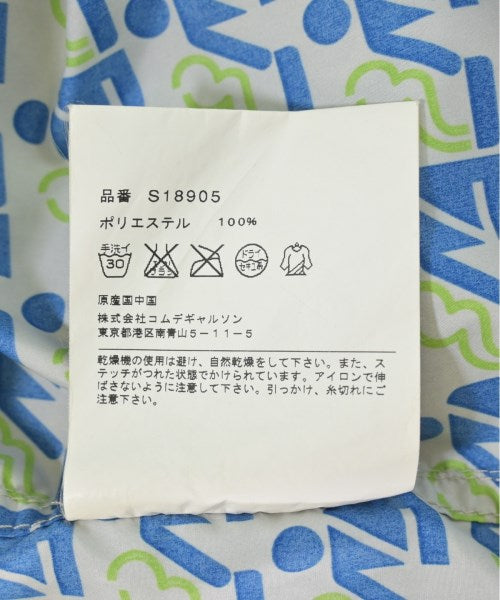 品番 S18905
ポリエステル 100%
手洗イ
30
エンソサラシ
ドライ
セキユ系
原産国中国
株式会社コムデギャルソン
東京都港区南青山5-11-5
乾燥機の使用は避け、自然乾燥をして下さい。また、ス
テッチがつれた状態でかけられています。アイロンで伸
ばさないように注意して下さい。引っかけ、糸切れにご
注意下さい。